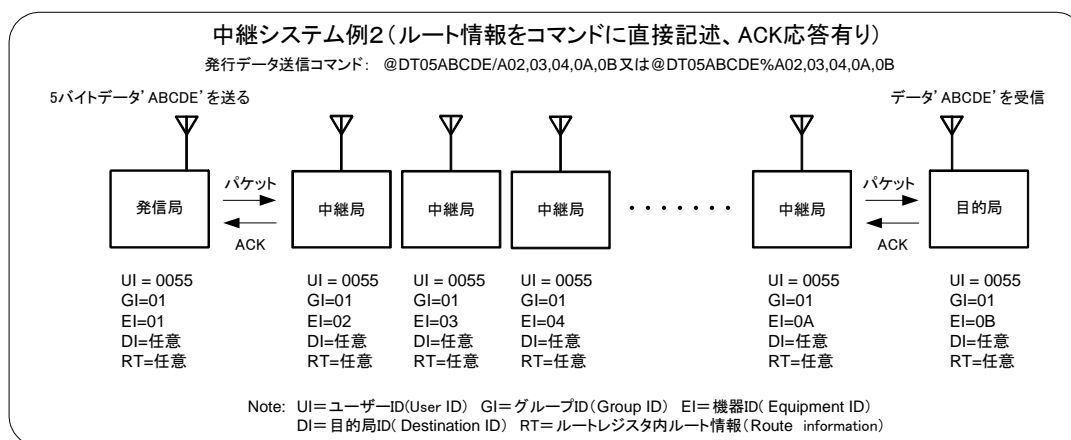 中継システム例2(ルート情報をコマンドに直接記述、ACK応答有り)
発行データ送信コマンド: @DT05ABCDE/A02,03,04,0A,0B又は@DT05ABCDE%A02,03,04,0A,0B
5バイトデータ'ABCDE'を送る
データ'ABCDE'を受信
発信局
パケット
ACK
中継局
中継局
中継局
・・・・・・・
中継局
パケット
ACK
目的局
UI = 0055
GI=01
EI=01
DI=任意
RT=任意
UI = 0055
GI=01
EI=02
DI=任意
RT=任意
UI = 0055
GI=01
EI=03
DI=任意
RT=任意
UI = 0055
GI=01
EI=04
DI=任意
RT=任意
UI = 0055
GI=01
EI=0A
DI=任意
RT=任意
UI = 0055
GI=01
EI=0B
DI=任意
RT=任意
Note: UI=ユーザーID(User ID) GI=グループID(Group ID) EI=機器ID( Equipment ID)
DI=目的局ID( Destination ID) RT=ルートレジスタ内ルート情報(Route information)